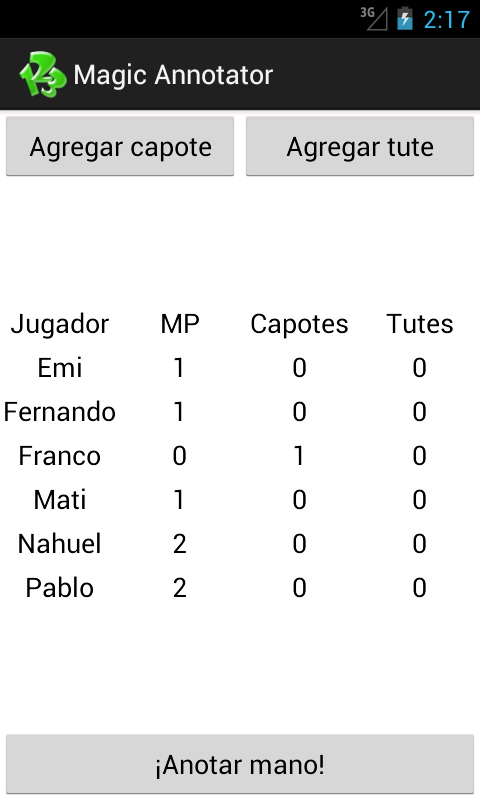 3G 2:17
Magic Annotator
Agregar capote Agregar tute
Jugador MP Capotes Tutes
Emi 1 0 0
Fernando 1 0 0
Franco 0 1 0
Mati 1 0 0
Nahuel 2 0 0
Pablo 2 0 0
¡Anotar mano!